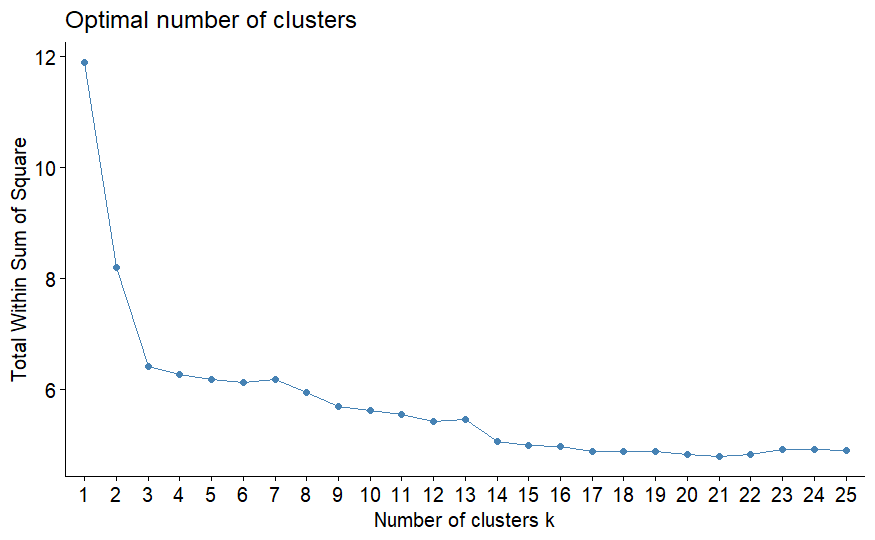 Optimal number of clusters
Total Within Sum of Square
12
10
8
6
1 2 3 4 5 6 7 8 9 10 11 12 13 14 15 16 17 18 19 20 21 22 23 24 25
Number of clusters k